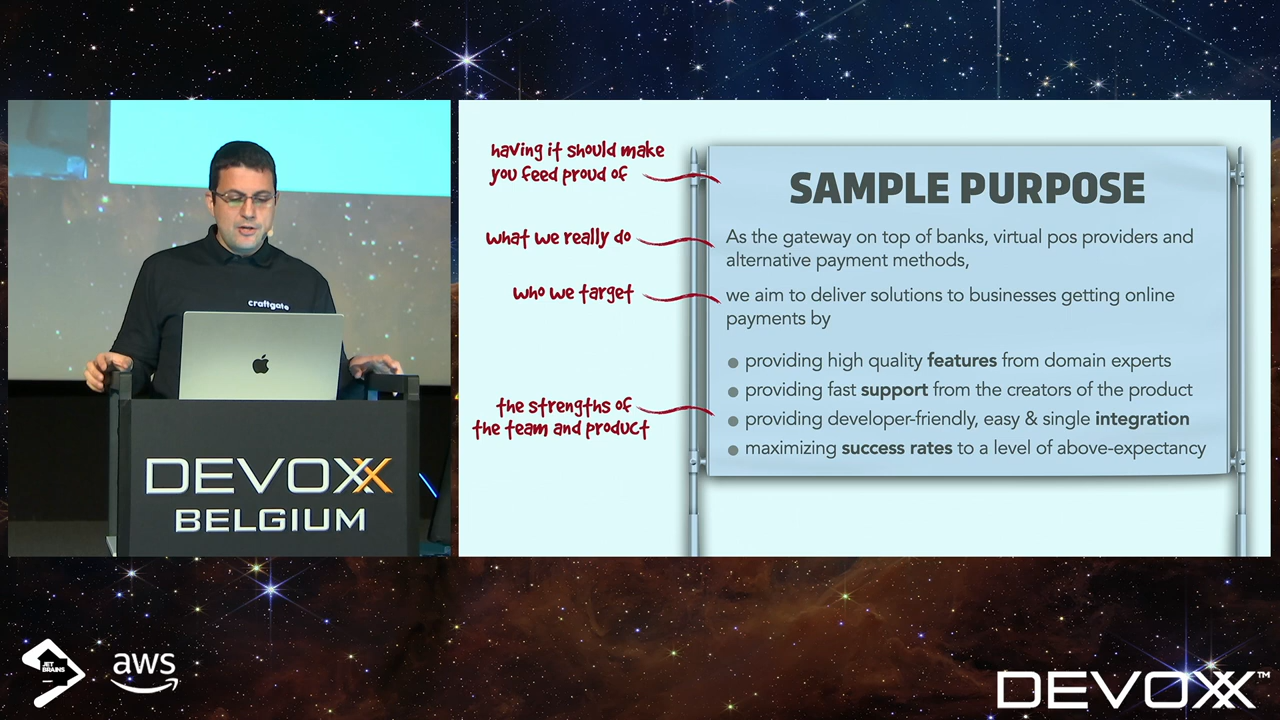 having it should make
you feed proud of
SAMPLE PURPOSE
what we really do
As the gateway on top of banks, virtual pos providers and
alternative payment methods,
who we target
we aim to deliver solutions to businesses getting online
payments by
● providing high quality features from domain experts
● providing fast support from the creators of the product
the strengths of
the team and product
● providing developer-friendly, easy & single integration
● maximizing success rates to a level of above-expectancy
craftgate
DEVOXX
BELGIUM
JET
BRAINS
aws
DEVOXX™